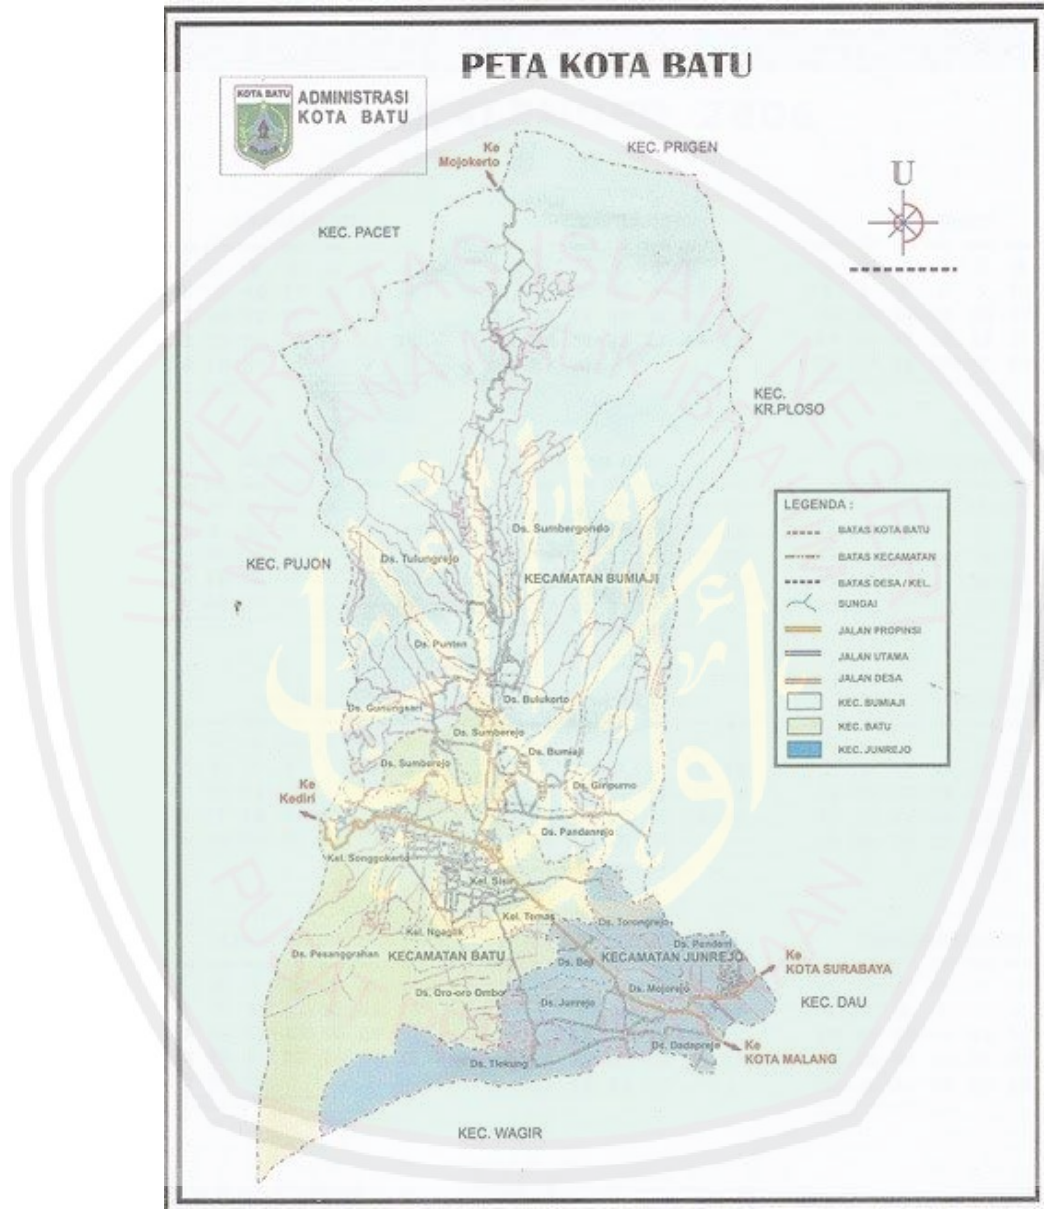 PETA KOTA BATU
KOTA BATU
ADMINISTRASI
KOTA BATU
Ke
Mojokerto
KEC. PRIGEN
U
KEC. PACET
KEC.
KR.PLOSO
LEGENDA :
BATAS KOTA BATU
BATAS KECAMATAN
BATAS DESA / KEL.
SUNGAI
JALAN PROPINSI
JALAN UTAMA
JALAN DESA
KEC. BUMIAJI
KEC. BATU
KEC. JUNREJO
Ds. Sumbergondo
Ds. Tulungrejo
KEC. PUJON
KECAMATAN BUMIAJI
Ds. Punten
Ds. Bulukerto
Ds. Gunungsari
Ds. Sumberejo
Ds. Bumiaji
Ds. Sumberejo
Ds. Giripurno
Ke
Kediri
Ds. Pandanrejo
Kel. Songgokerto
Kel. Sisir
Kel. Temas
Ds. Torongrejo
Kel. Ngaglik
Ds. Pendem
Ds. Pesanggrahan
KECAMATAN BATU
Ds. Beji
KECAMATAN JUNREJO
Ke
KOTA SURABAYA
Ds. Oro-oro Ombo
Ds. Mojorejo
Ds. Junrejo
KEC. DAU
Ds. Dadaprejo
Ke
KOTA MALANG
Ds. Tlekung
KEC. WAGIR